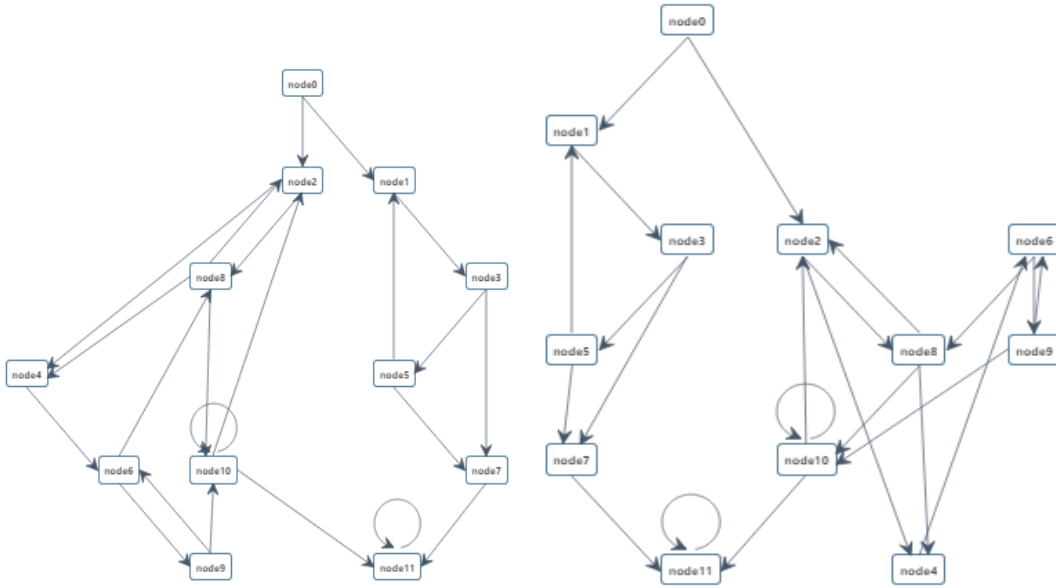 node0
node2
node1
node8
node3
node4
node5
node6
node10
node7
node9
node11
node0
node1
node3
node2
node6
node5
node8
node9
node7
node10
node11
node4